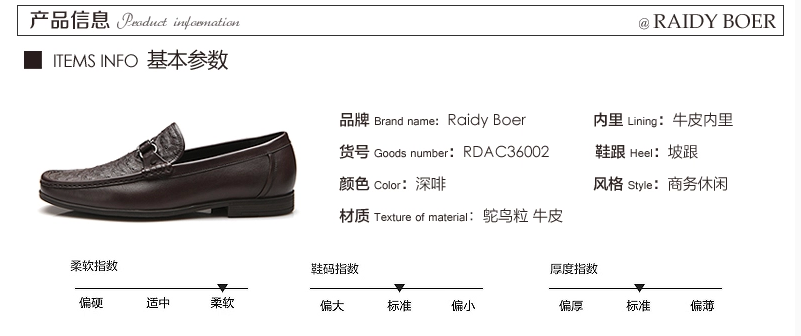 产品信息 Product information @ RAIDY BOER
ITEMS INFO 基本参数
品牌 Brand name: Raidy Boer 内里 Lining: 牛皮内里
货号 Goods number: RDAC36002 鞋跟 Heel: 坡跟
颜色 Color: 深啡 风格 Style: 商务休闲
材质 Texture of material: 鸵鸟粒 牛皮
柔软指数 鞋码指数 厚度指数
偏硬 适中 柔软 偏大 标准 偏小 偏厚 标准 偏薄